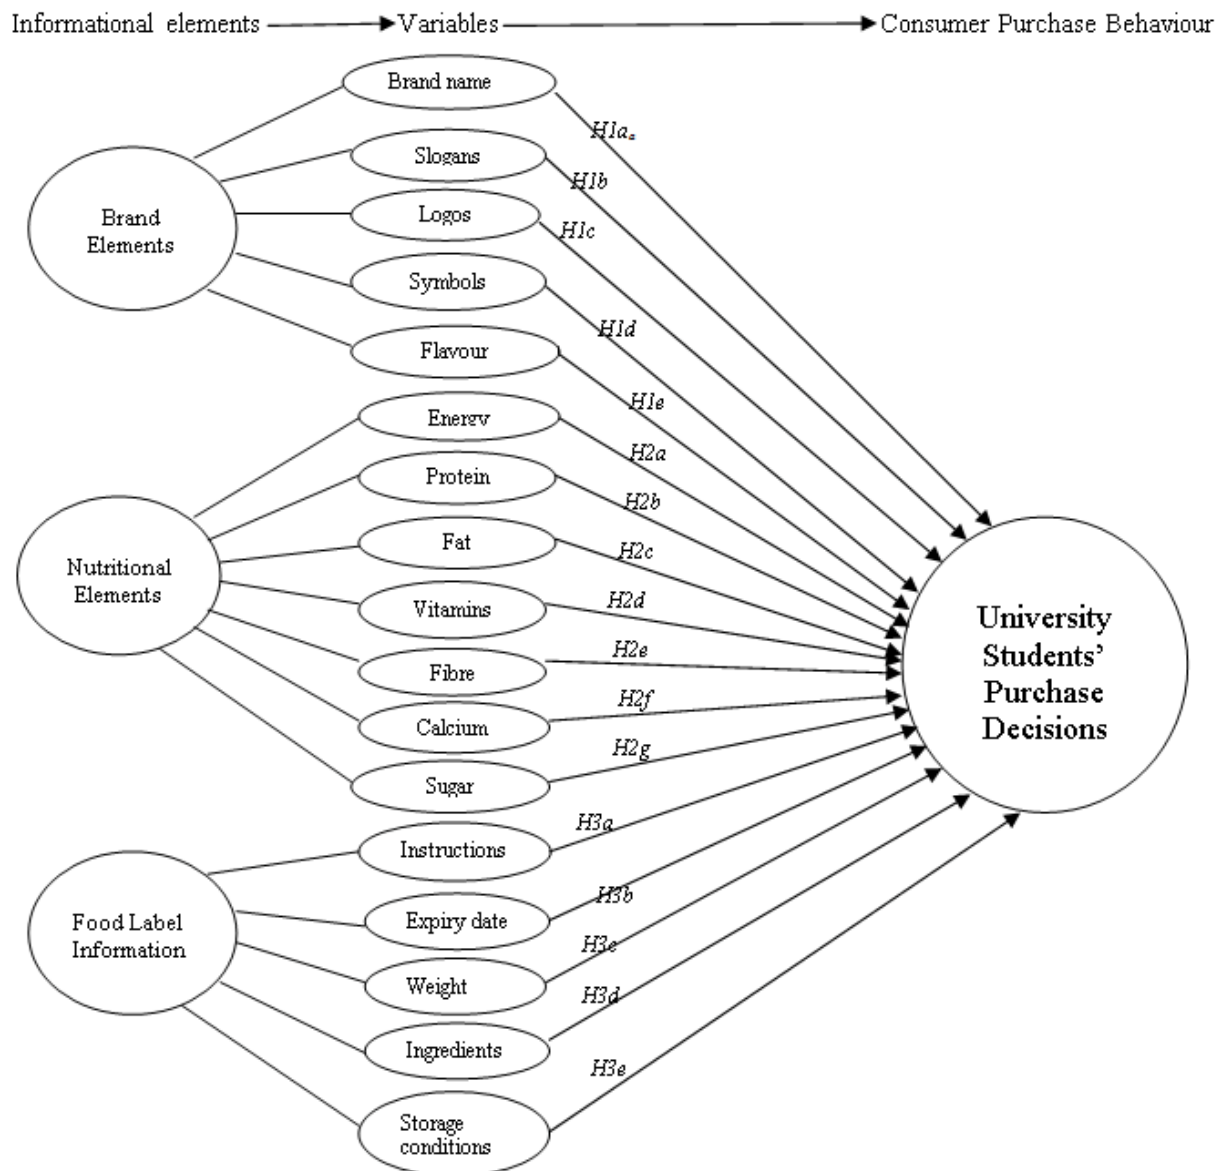 Informational elements Variables Consumer Purchase Behaviour
Brand name
H1a
Slogans
H1b
Brand
Elements
Logos
H1c
Symbols
H1d
Flavour
H1e
Energy
H2a
Protein
H2b
Nutritional
Elements
Fat
H2c
Vitamins
H2d
Fibre
H2e
Calcium
H2f
Sugar
H2g
University
Students'
Purchase
Decisions
Instructions
H3a
Food Label
Information
Expiry date
H3b
Weight
H3c
Ingredients
H3d
Storage
conditions
H3e